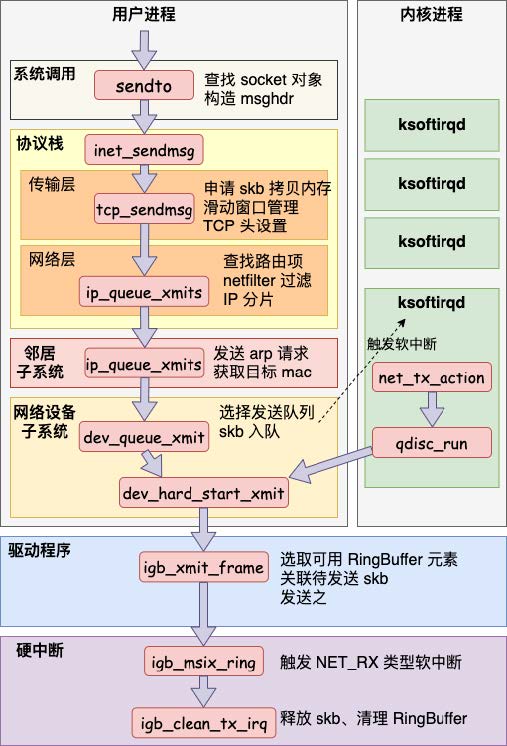 用户进程
内核进程
系统调用
sendto
查找 socket 对象
构造 msghdr
协议栈
inet_sendmsg
传输层
tcp_sendmsg
申请 skb 拷贝内存
滑动窗口管理
TCP 头设置
网络层
ip_queue_xmits
查找路由项
netfilter 过滤
IP 分片
邻居
子系统
ip_queue_xmits
发送 arp 请求
获取目标 mac
网络设备
子系统
dev_queue_xmit
选择发送队列
skb 入队
dev_hard_start_xmit
ksoftirqd
ksoftirqd
ksoftirqd
ksoftirqd
触发软中断
net_tx_action
qdisc_run
驱动程序
igb_xmit_frame
选取可用 RingBuffer 元素
关联待发送 skb
发送之
硬中断
igb_msix_ring
触发 NET_RX 类型软中断
igb_clean_tx_irq
释放 skb、清理 RingBuffer